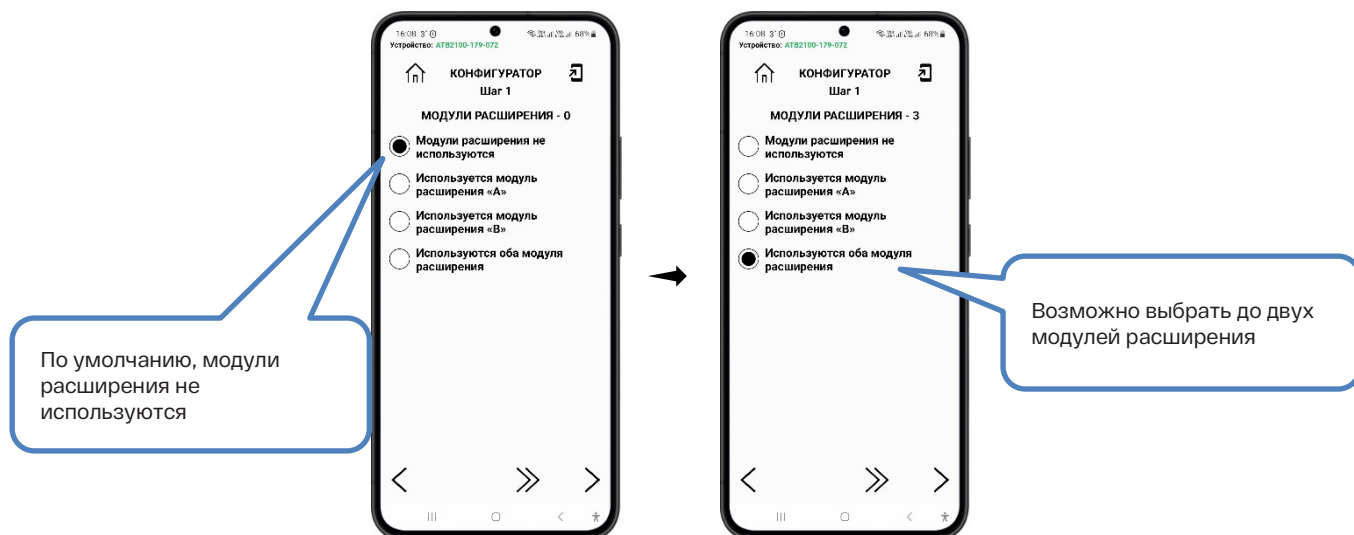 16:08 3°
68%
Устройство: ATB2100-179-072
КОНФИГУРАТОР
Шаг 1
МОДУЛИ РАСШИРЕНИЯ - 0
Модули расширения не
используются
Используется модуль
расширения «А»
Используется модуль
расширения «В»
Используются оба модуля
расширения
По умолчанию, модули
расширения не
используются
16:08 3°
68%
Устройство: ATB2100-179-072
КОНФИГУРАТОР
Шаг 1
МОДУЛИ РАСШИРЕНИЯ - 3
Модули расширения не
используются
Используется модуль
расширения «А»
Используется модуль
расширения «В»
Используются оба модуля
расширения
Возможно выбрать до двух
модулей расширения